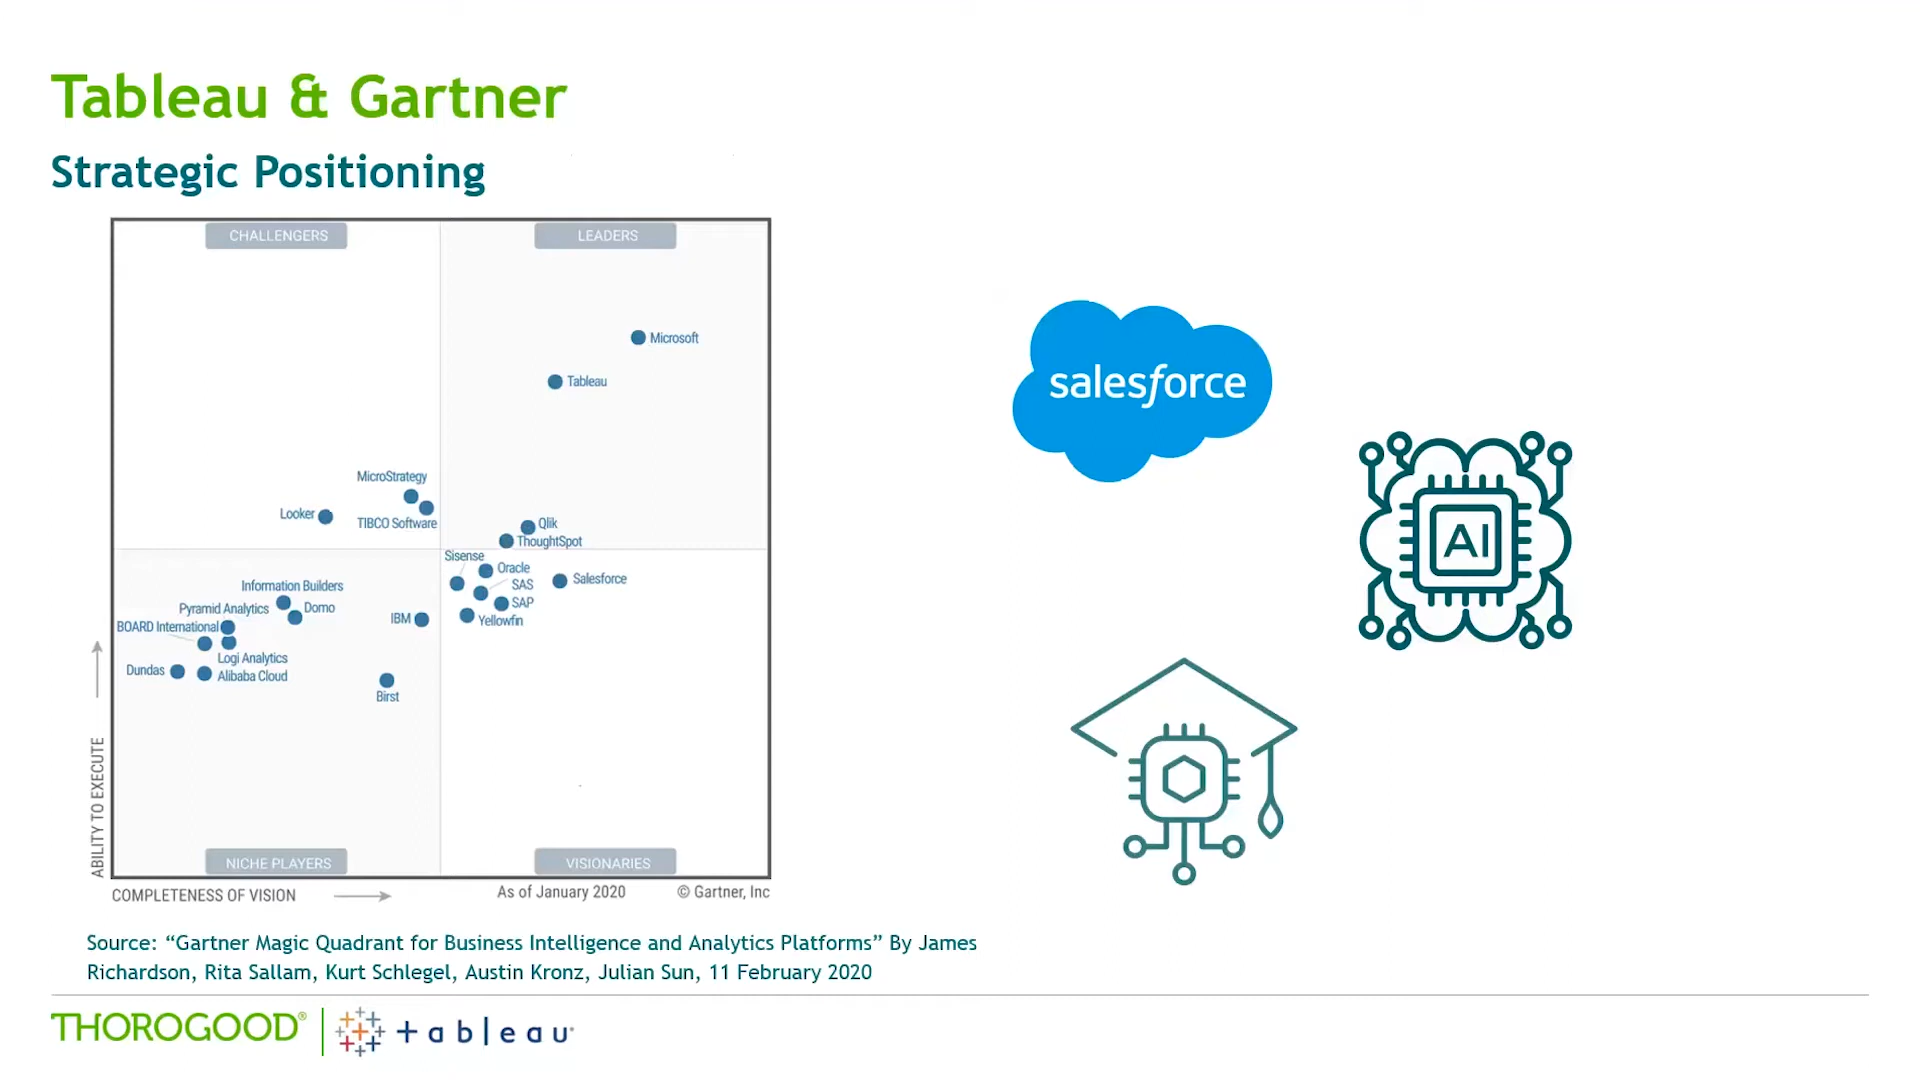 Tableau & Gartner
Strategic Positioning
CHALLENGERS
LEADERS
Microsoft
Tableau
MicroStrategy
Looker
TIBCO Software
Qlik
ThoughtSpot
Sisense
Oracle
SAS
Salesforce
SAP
Yellowfin
Information Builders
Pyramid Analytics
Domo
IBM
BOARD International
Logi Analytics
Dundas
Alibaba Cloud
Birst
ABILITY TO EXECUTE
NICHE PLAYERS
VISIONARIES
COMPLETENESS OF VISION
As of January 2020
© Gartner, Inc
salesforce
AI
Source: “Gartner Magic Quadrant for Business Intelligence and Analytics Platforms” By James
Richardson, Rita Sallam, Kurt Schlegel, Austin Kronz, Julian Sun, 11 February 2020
THOROGOOD®
+ableau